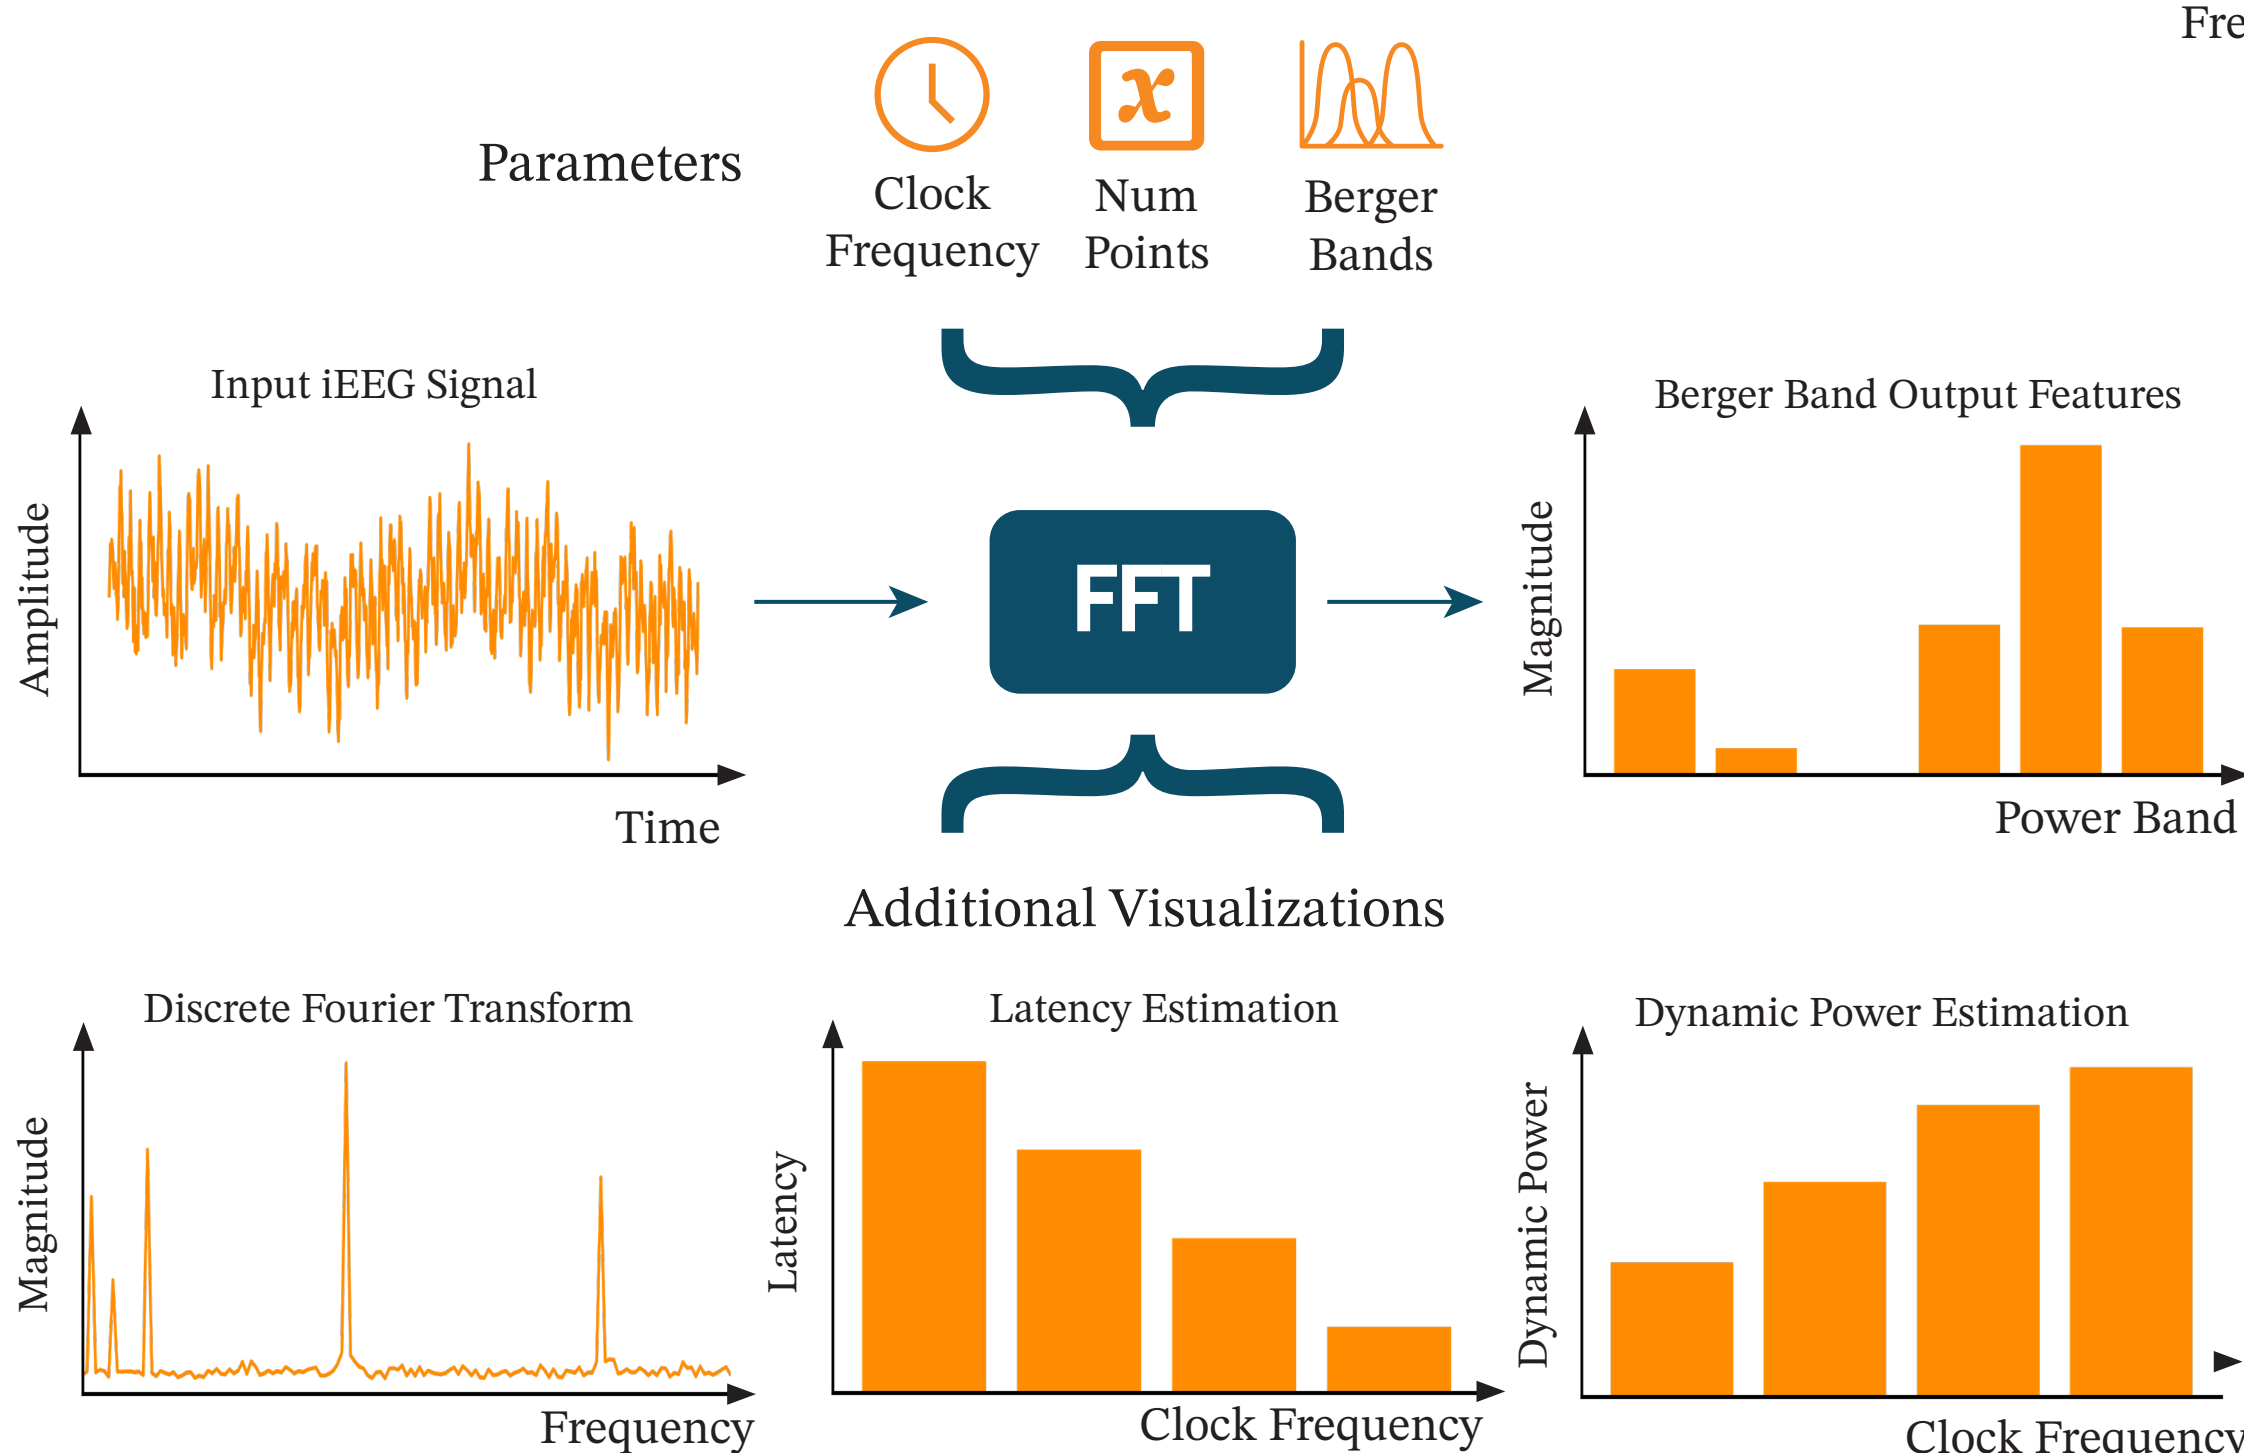 Fre
Parameters
Clock
Frequency
Num
Points
Berger
Bands
x
Input iEEG Signal
Amplitude
Time
FFT
Berger Band Output Features
Magnitude
Power Band
Additional Visualizations
Discrete Fourier Transform
Magnitude
Frequency
Latency Estimation
Latency
Clock Frequency
Dynamic Power Estimation
Dynamic Power
Clock Frequency